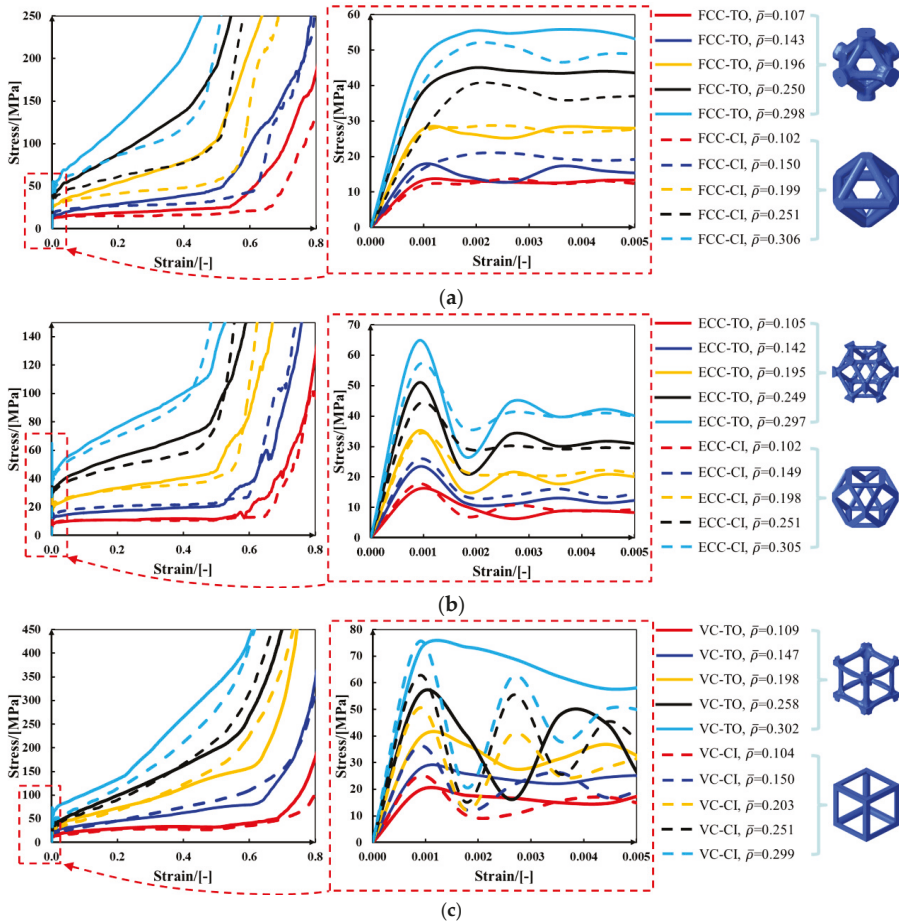 250
200
150
100
50
0
Stress/[MPa]
0.0 0.2 0.4 0.6 0.8
Strain/[-]
60
50
40
30
20
10
0
Stress/[MPa]
0.000 0.001 0.002 0.003 0.004 0.005
Strain/[-]
FCC-TO, ρ̄=0.107
FCC-TO, ρ̄=0.143
FCC-TO, ρ̄=0.196
FCC-TO, ρ̄=0.250
FCC-TO, ρ̄=0.298
FCC-CI, ρ̄=0.102
FCC-CI, ρ̄=0.150
FCC-CI, ρ̄=0.199
FCC-CI, ρ̄=0.251
FCC-CI, ρ̄=0.306
(a)
140
120
100
80
60
40
20
0
Stress/[MPa]
0.0 0.2 0.4 0.6 0.8
Strain/[-]
70
60
50
40
30
20
10
0
Stress/[MPa]
0.000 0.001 0.002 0.003 0.004 0.005
Strain/[-]
ECC-TO, ρ̄=0.105
ECC-TO, ρ̄=0.142
ECC-TO, ρ̄=0.195
ECC-TO, ρ̄=0.249
ECC-TO, ρ̄=0.297
ECC-CI, ρ̄=0.102
ECC-CI, ρ̄=0.149
ECC-CI, ρ̄=0.198
ECC-CI, ρ̄=0.251
ECC-CI, ρ̄=0.305
(b)
450
400
350
300
250
200
150
100
50
0
Stress/[MPa]
0.0 0.2 0.4 0.6 0.8
Strain/[-]
80
70
60
50
40
30
20
10
0
Stress/[MPa]
0.000 0.001 0.002 0.003 0.004 0.005
Strain/[-]
VC-TO, ρ̄=0.109
VC-TO, ρ̄=0.147
VC-TO, ρ̄=0.198
VC-TO, ρ̄=0.258
VC-TO, ρ̄=0.302
VC-CI, ρ̄=0.104
VC-CI, ρ̄=0.150
VC-CI, ρ̄=0.203
VC-CI, ρ̄=0.251
VC-CI, ρ̄=0.299
(c)